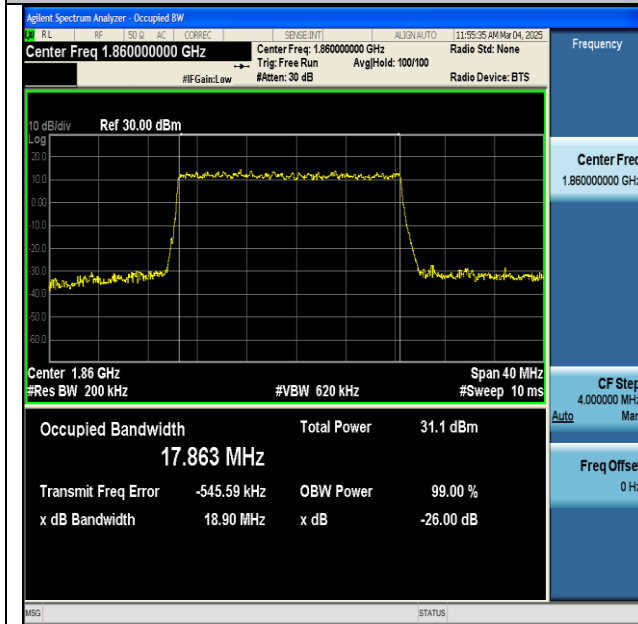 Agilent Spectrum Analyzer - Occupied BW
RL RF 50 Ω AC CORREC SENSE:INT ALIGN AUTO 11:55:35 AM Mar 04, 2025
Center Freq 1.860000000 GHz Center Freq: 1.860000000 GHz Radio Std: None
Trig: Free Run Avg|Hold: 100/100
#IFGain:Low #Atten: 30 dB Radio Device: BTS
Frequency
10 dB/div Ref 30.00 dBm
Log
20.0
10.0
0.00
-10.0
-20.0
-30.0
-40.0
-50.0
-60.0
Center Freq
1.860000000 GHz
Center 1.86 GHz Span 40 MHz
#Res BW 200 kHz #VBW 620 kHz #Sweep 10 ms
CF Step
4.000000 MHz
Auto Man
Occupied Bandwidth Total Power 31.1 dBm
17.863 MHz
Transmit Freq Error -545.59 kHz OBW Power 99.00 %
x dB Bandwidth 18.90 MHz x dB -26.00 dB
Freq Offset
0 Hz
MSG STATUS